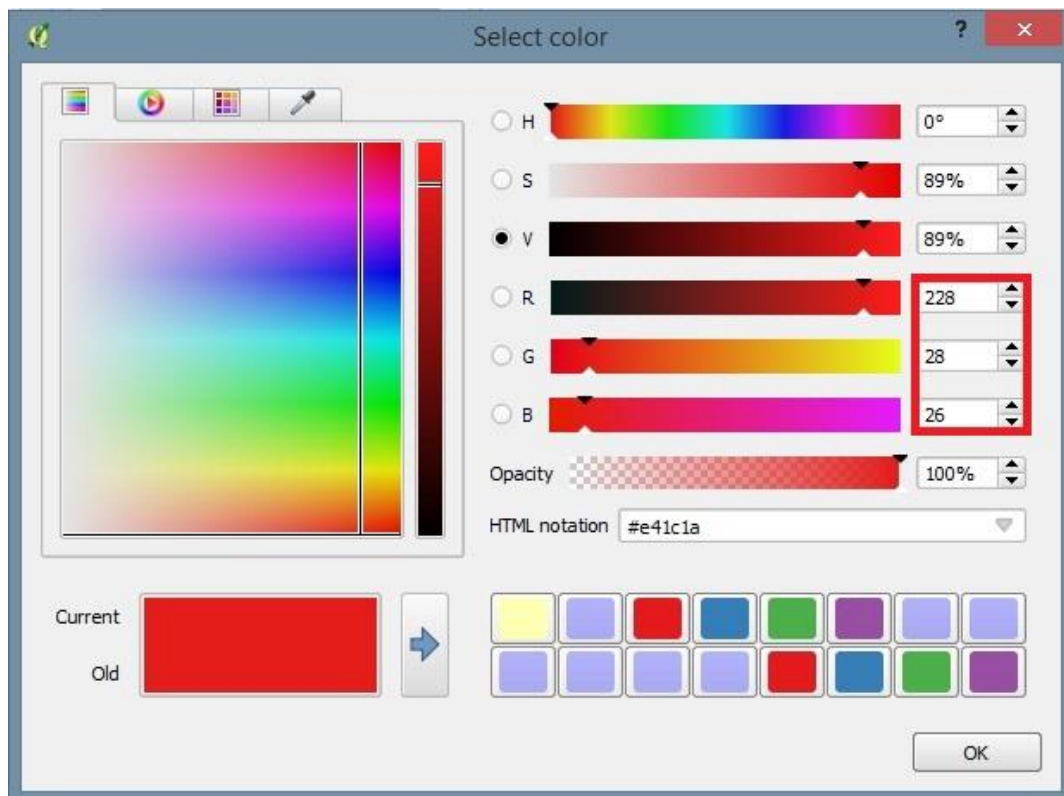 Select color
?
H 0°
S 89%
V 89%
R 228
G 28
B 26
Opacity 100%
HTML notation #e41c1a
Current
Old
OK